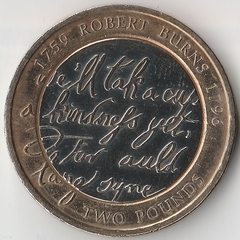 1759 ROBERT BURNS 1796
We'll tak a cup
kindness yet,
For auld
lang syne
TWO POUNDS